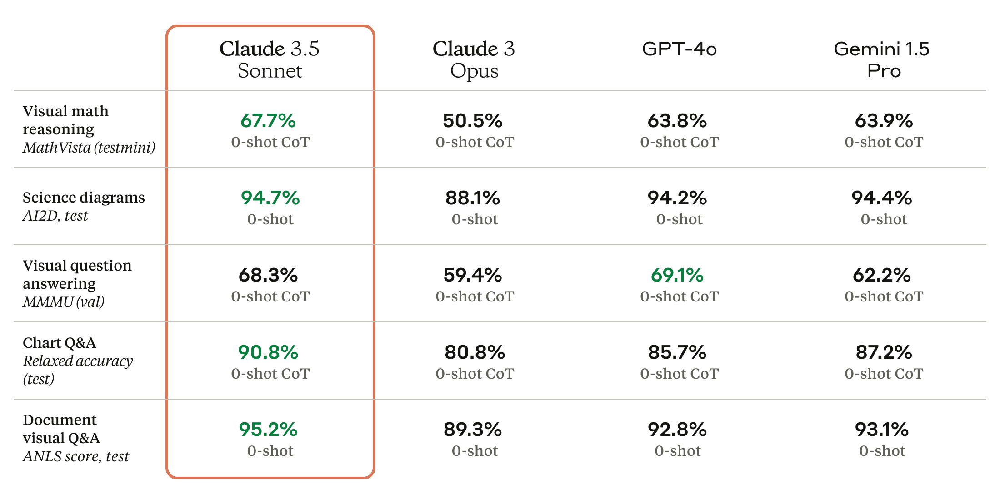 Claude 3.5
Sonnet
Claude 3
Opus
GPT-4o
Gemini 1.5
Pro
Visual math
reasoning
MathVista (testmini)
67.7%
0-shot CoT
50.5%
0-shot CoT
63.8%
0-shot CoT
63.9%
0-shot CoT
Science diagrams
AI2D, test
94.7%
0-shot
88.1%
0-shot
94.2%
0-shot
94.4%
0-shot
Visual question
answering
MMMU (val)
68.3%
0-shot CoT
59.4%
0-shot CoT
69.1%
0-shot CoT
62.2%
0-shot CoT
Chart Q&A
Relaxed accuracy
(test)
90.8%
0-shot CoT
80.8%
0-shot CoT
85.7%
0-shot CoT
87.2%
0-shot CoT
Document
visual Q&A
ANLS score, test
95.2%
0-shot
89.3%
0-shot
92.8%
0-shot
93.1%
0-shot